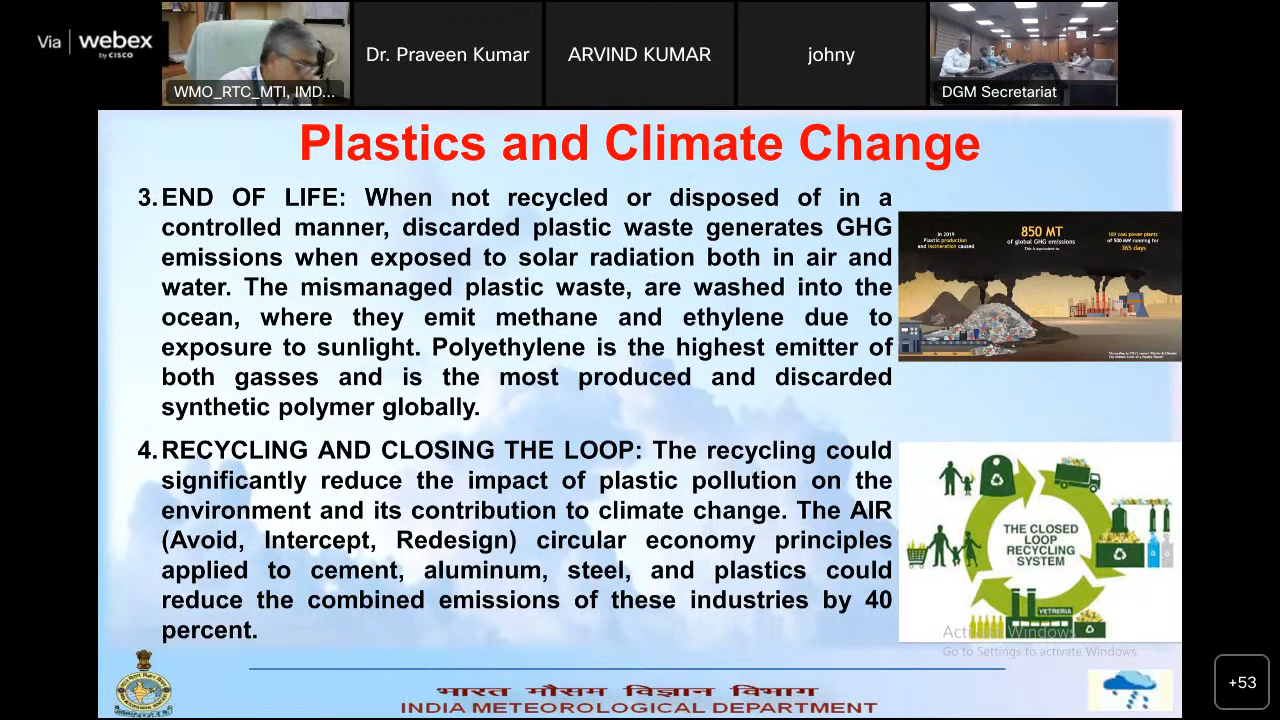 Via webex
by CISCO
WMO_RTC_MTI, IMD...
Dr. Praveen Kumar
ARVIND KUMAR
johny
DGM Secretariat
Plastics and Climate Change
3. END OF LIFE: When not recycled or disposed of in a
controlled manner, discarded plastic waste generates GHG
emissions when exposed to solar radiation both in air and
water. The mismanaged plastic waste, are washed into the
ocean, where they emit methane and ethylene due to
exposure to sunlight. Polyethylene is the highest emitter of
both gasses and is the most produced and discarded
synthetic polymer globally.
4. RECYCLING AND CLOSING THE LOOP: The recycling could
significantly reduce the impact of plastic pollution on the
environment and its contribution to climate change. The AIR
(Avoid, Intercept, Redesign) circular economy principles
applied to cement, aluminum, steel, and plastics could
reduce the combined emissions of these industries by 40
percent.
In 2019
Plastic production
and incineration caused
850 MT
of global GHG emissions
This is equivalent to
189 coal power plants
of 500 MW running for
365 days
THE CLOSED
LOOP
RECYCLING
SYSTEM
VETRERIA
Activate Windows
Go to Settings to activate Windows.
भारत मौसम विज्ञान विभाग
INDIA METEOROLOGICAL DEPARTMENT
+53